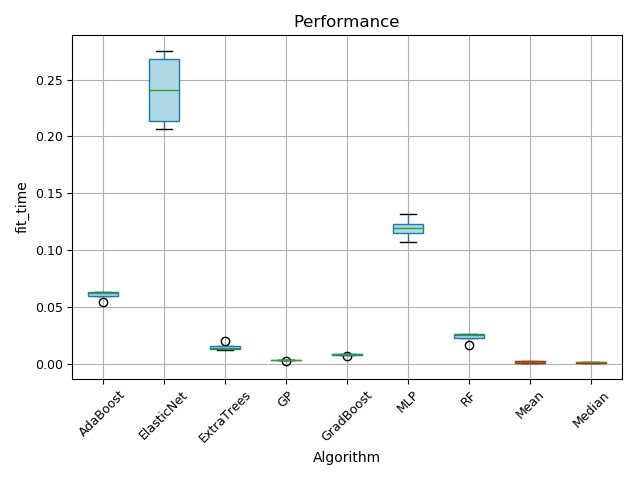 Performance
fit_time
0.25
0.20
0.15
0.10
0.05
0.00
AdaBoost
ElasticNet
ExtraTrees
GP
GradBoost
MLP
RF
Mean
Median
Algorithm